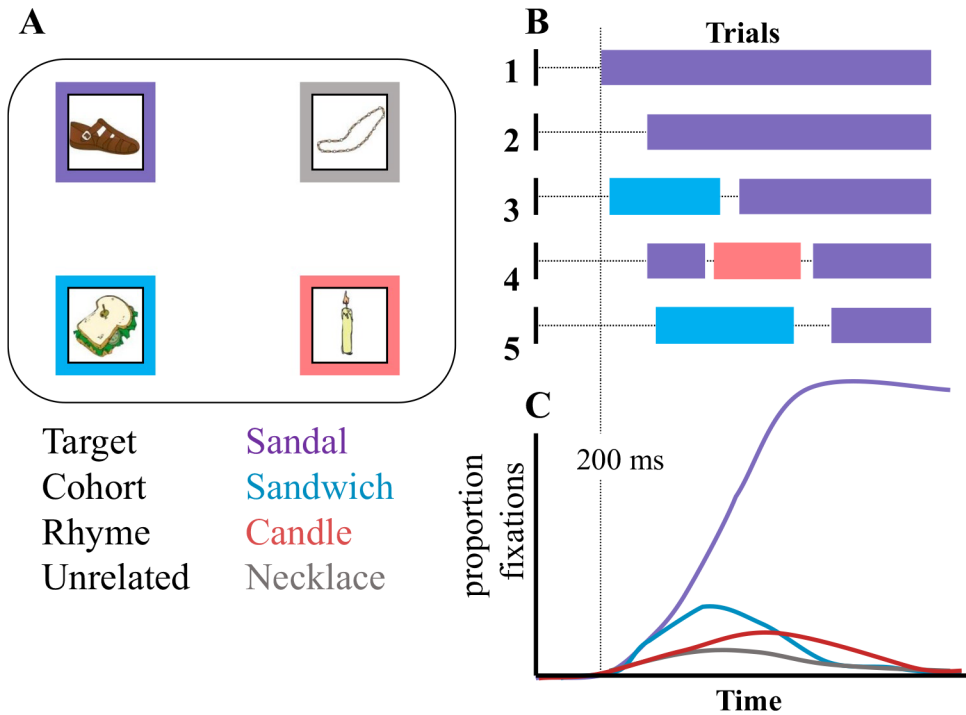 A
Target Sandal
Cohort Sandwich
Rhyme Candle
Unrelated Necklace
B
Trials
1
2
3
4
5
C
200 ms
proportion
fixations
Time